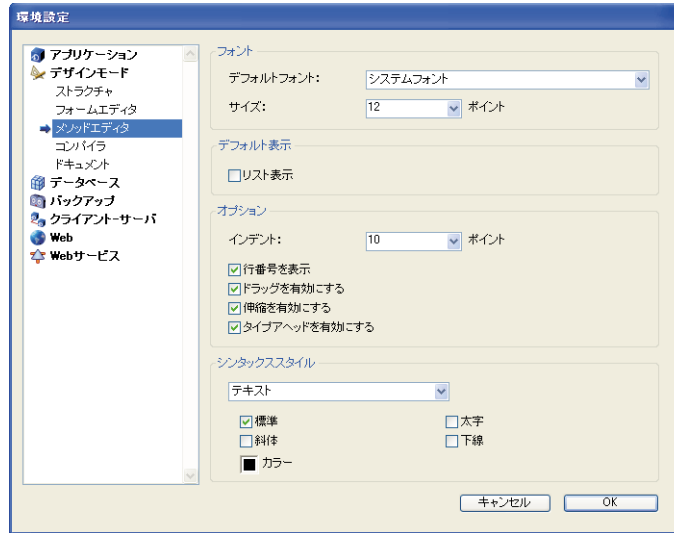 環境設定
アプリケーション
デザインモード
ストラクチャ
フォームエディタ
メソッドエディタ
コンパイラ
ドキュメント
データベース
バックアップ
クライアント-サーバ
Web
Webサービス
フォント
デフォルトフォント: システムフォント
サイズ: 12 ポイント
デフォルト表示
リスト表示
オプション
インデント: 10 ポイント
行番号を表示
ドラッグを有効にする
伸縮を有効にする
タイプアヘッドを有効にする
シンタックススタイル
テキスト
標準 太字
斜体 下線
カラー
キャンセル OK